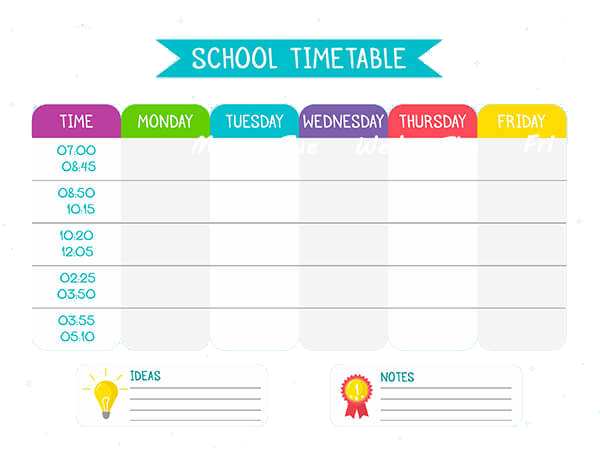 SCHOOL TIMETABLE
TIME MONDAY TUESDAY WEDNESDAY THURSDAY FRIDAY
Fri
07.00
08:45
08:50
10:15
10:20
12:05
02:25
03.50
03.55
05:10
IDEAS
NOTES